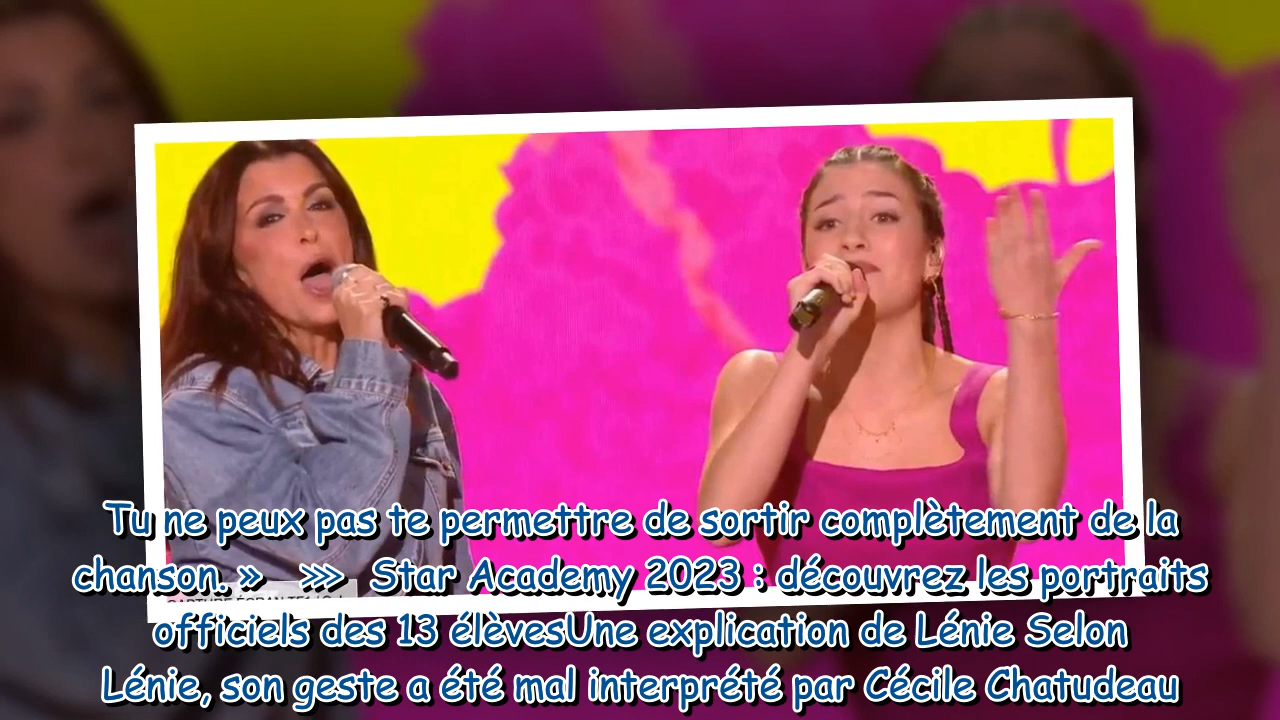 Tu ne peux pas te permettre de sortir complètement de la
chanson. » >>> Star Academy 2023 : découvrez les portraits
officiels des 13 élèvesUne explication de Lénie Selon
Lénie, son geste a été mal interprété par Cécile Chatudeau